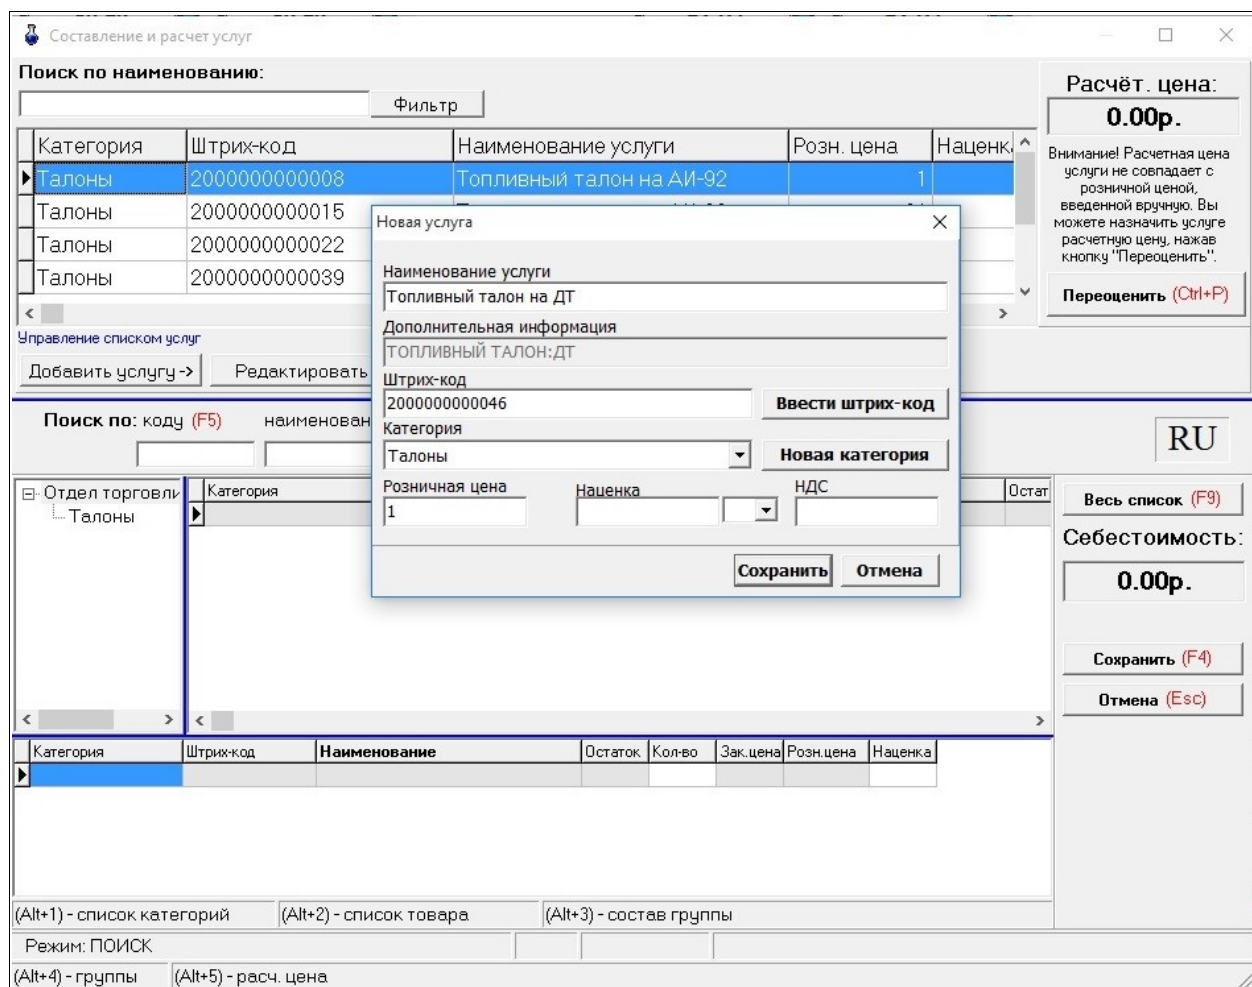 Составление и расчет услуг
Поиск по наименованию:
Фильтр
Расчёт. цена:
0.00р.
Внимание! Расчетная цена
услуги не совпадает с
розничной ценой,
введенной вручную. Вы
можете назначить услуге
расчетную цену, нажав
кнопку "Переоценить".
Переоценить (Ctrl+P)
Категория Штрих-код Наименование услуги Розн. цена Наценк
Талоны 2000000000008 Топливный талон на АИ-92 1
Талоны 2000000000015
Талоны 2000000000022
Талоны 2000000000039
Управление списком услуг
Добавить услугу -> Редактировать
Новая услуга
Наименование услуги
Топливный талон на ДТ
Дополнительная информация
ТОПЛИВНЫЙ ТАЛОН:ДТ
Штрих-код
2000000000046 Ввести штрих-код
Категория
Талоны Новая категория
Розничная цена Наценка НДС
1
Сохранить Отмена
Поиск по: коду (F5) наименован
RU
Отдел торговли
Талоны
Категория Остат
Весь список (F9)
Себестоимость:
0.00р.
Сохранить (F4)
Отмена (Esc)
Категория Штрих-код Наименование Остаток Кол-во Зак.цена Розн.цена Наценка
(Alt+1) - список категорий (Alt+2) - список товара (Alt+3) - состав группы
Режим: ПОИСК
(Alt+4) - группы (Alt+5) - расч. цена